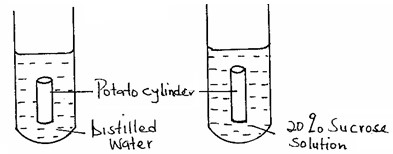 Potato cylinder
Distilled
Water
20% Sucrose
Solution